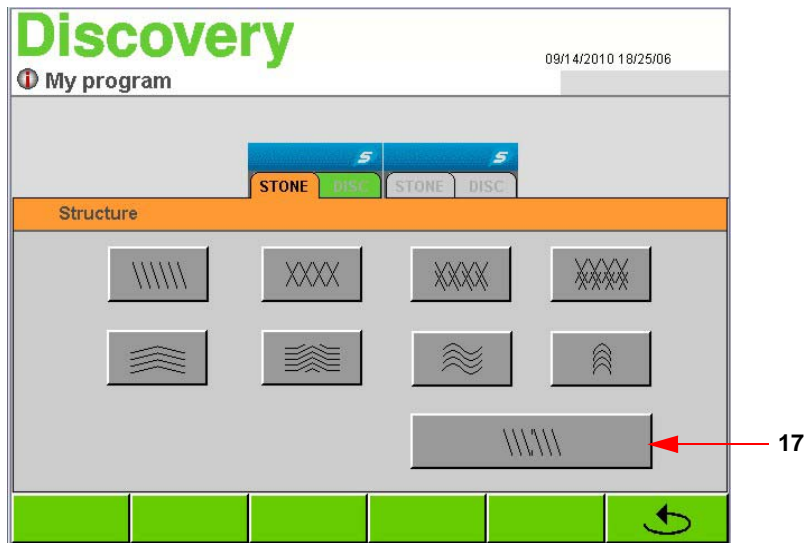 Discovery
09/14/2010 18/25/06
My program
S S
STONE DISC STONE DISC
Structure
17